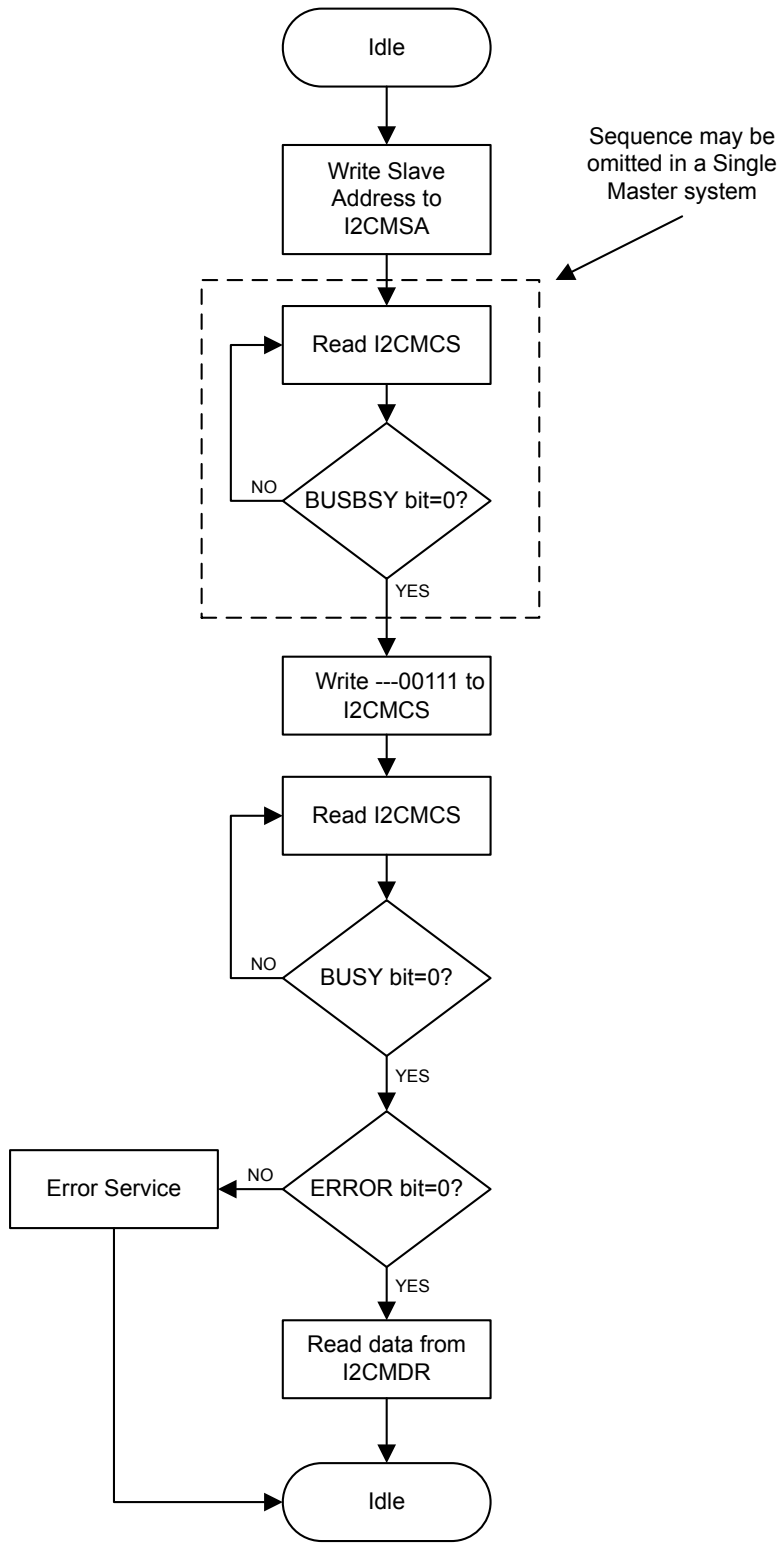 Idle
Sequence may be
omitted in a Single
Master system
Write Slave
Address to
I2CMSA
Read I2CMCS
NO
BUSBSY bit=0?
YES
Write ---00111 to
I2CMCS
Read I2CMCS
NO
BUSY bit=0?
YES
Error Service
NO
ERROR bit=0?
YES
Read data from
I2CMDR
Idle